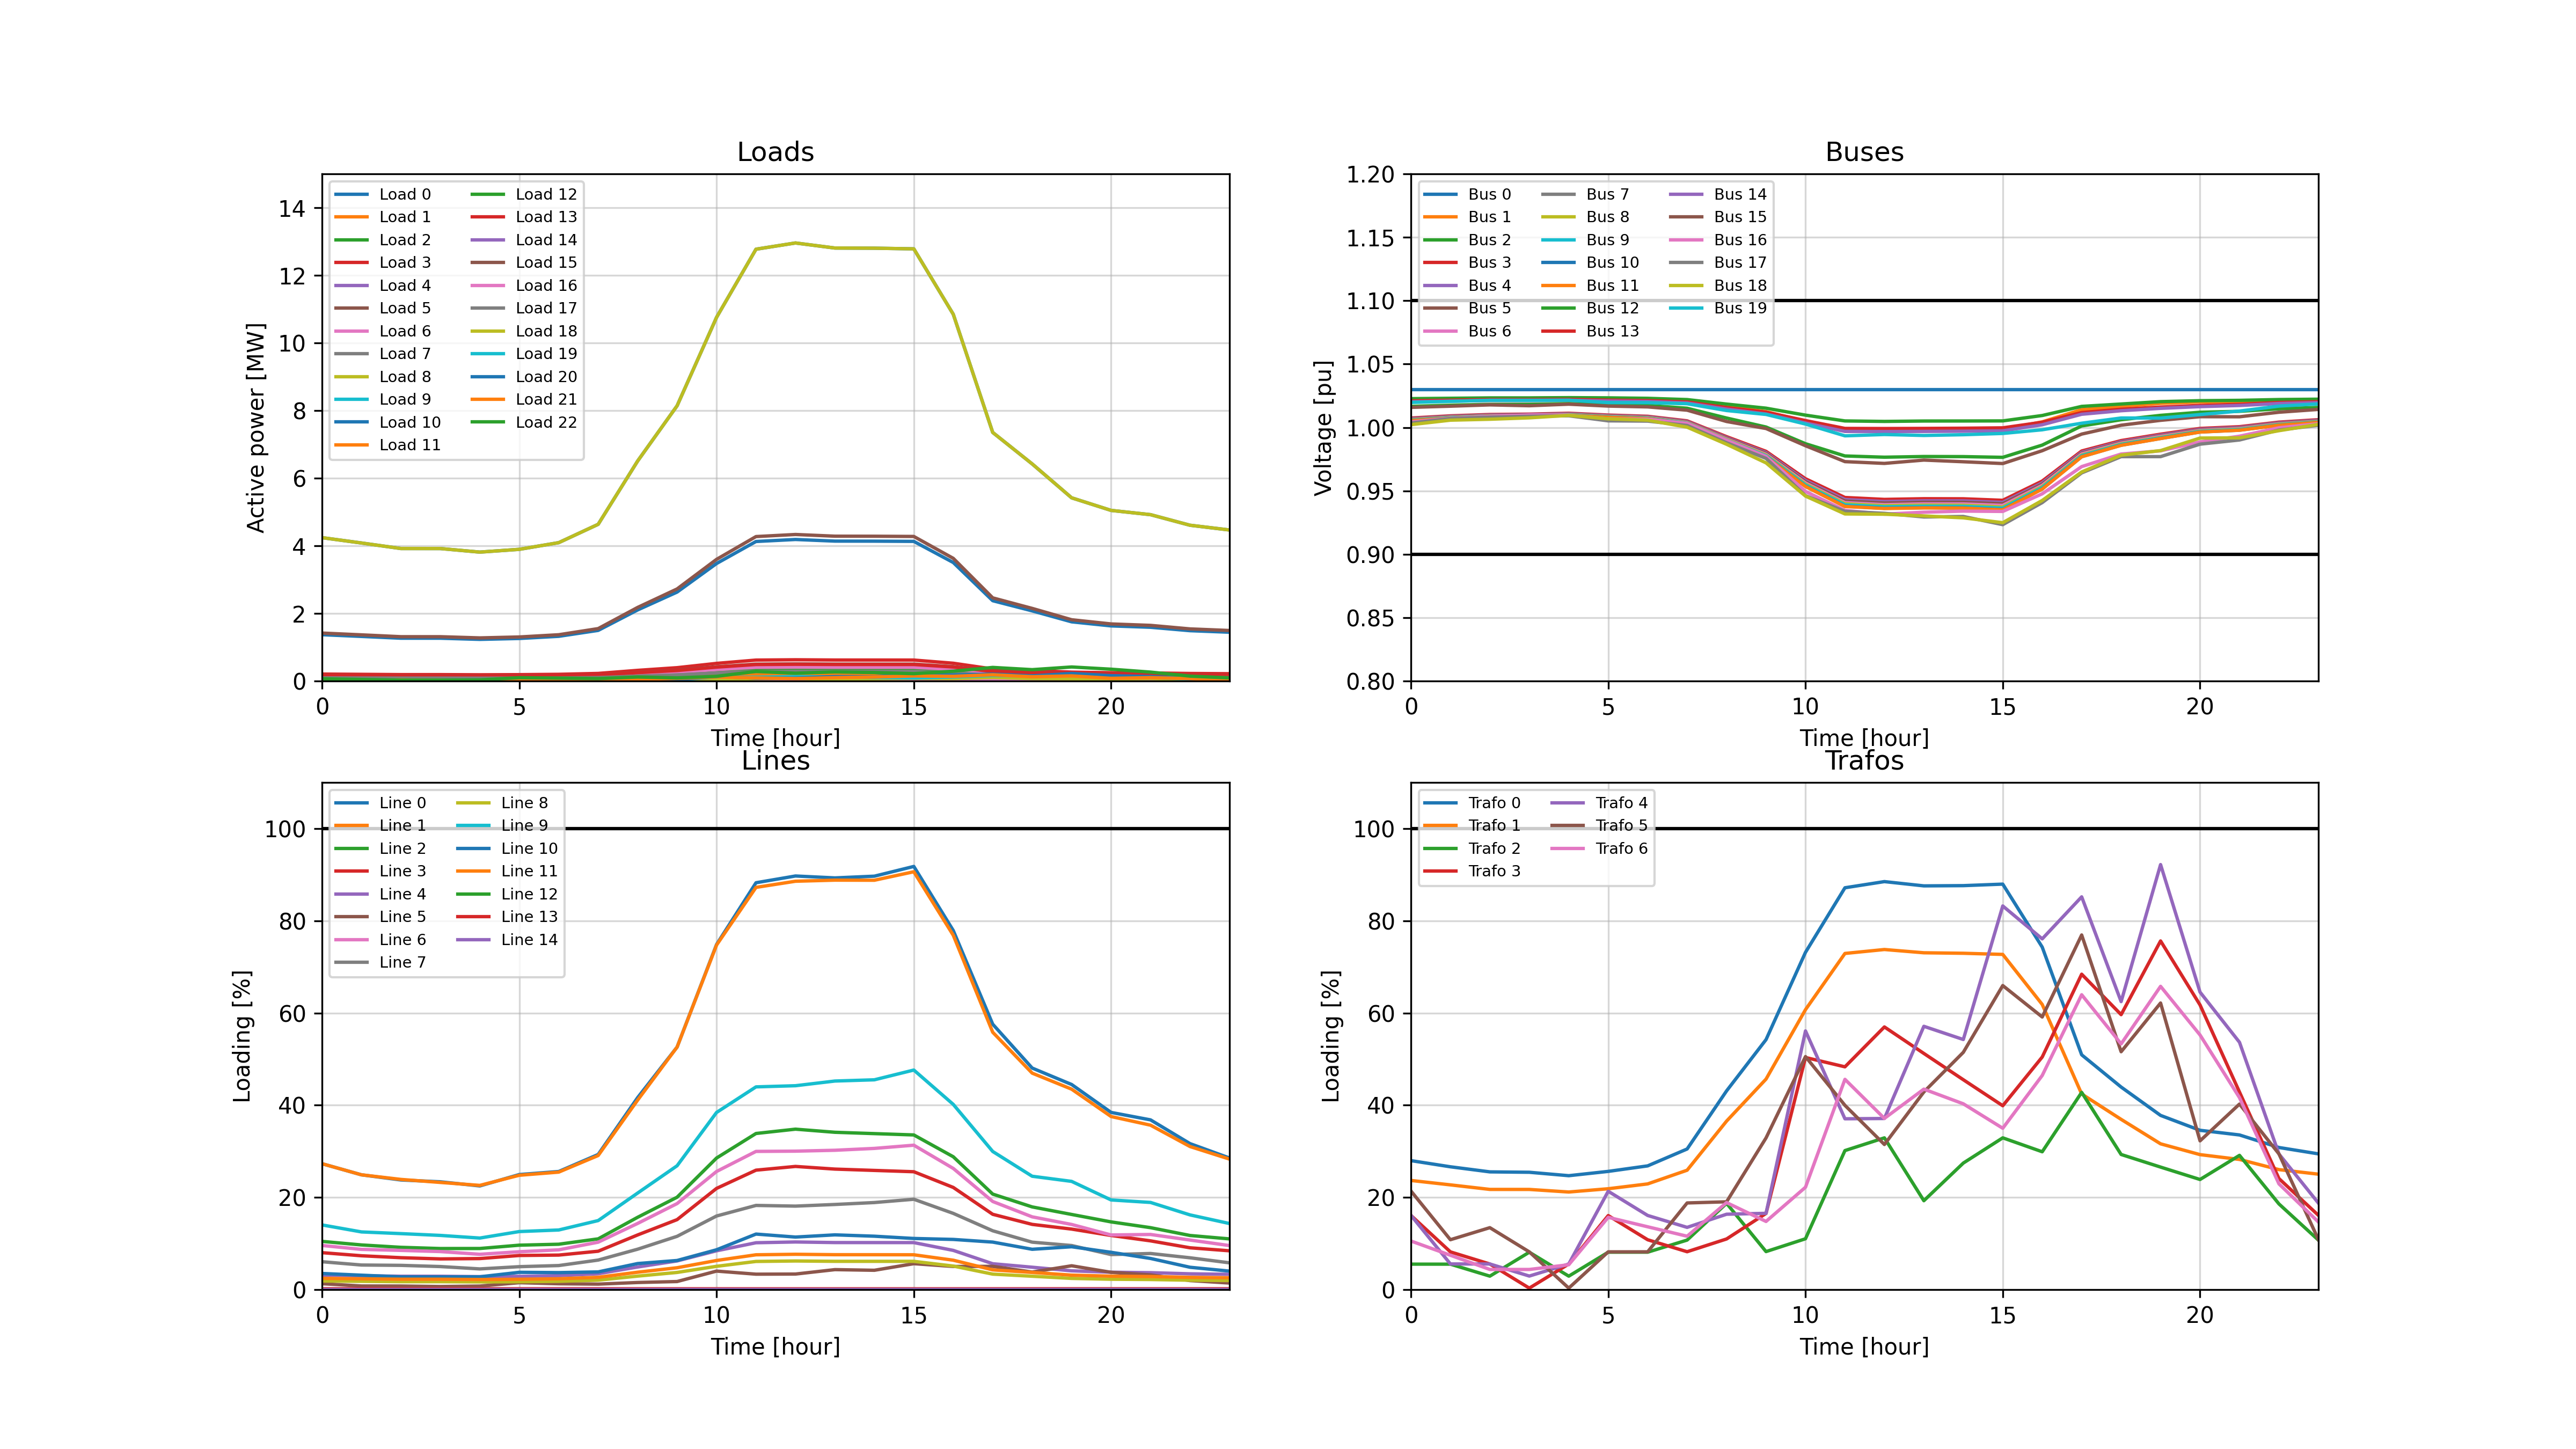 Loads
Active power [MW]
14
12
10
8
6
4
2
0
Load 0
Load 1
Load 2
Load 3
Load 4
Load 5
Load 6
Load 7
Load 8
Load 9
Load 10
Load 11
Load 12
Load 13
Load 14
Load 15
Load 16
Load 17
Load 18
Load 19
Load 20
Load 21
Load 22
0 5 10 15 20
Time [hour]
Buses
Voltage [pu]
1.20
1.15
1.10
1.05
1.00
0.95
0.90
0.85
0.80
Bus 0
Bus 1
Bus 2
Bus 3
Bus 4
Bus 5
Bus 6
Bus 7
Bus 8
Bus 9
Bus 10
Bus 11
Bus 12
Bus 13
Bus 14
Bus 15
Bus 16
Bus 17
Bus 18
Bus 19
0 5 10 15 20
Time [hour]
Lines
Loading [%]
100
80
60
40
20
0
Line 0
Line 1
Line 2
Line 3
Line 4
Line 5
Line 6
Line 7
Line 8
Line 9
Line 10
Line 11
Line 12
Line 13
Line 14
0 5 10 15 20
Time [hour]
Trafos
Loading [%]
100
80
60
40
20
0
Trafo 0
Trafo 1
Trafo 2
Trafo 3
Trafo 4
Trafo 5
Trafo 6
0 5 10 15 20
Time [hour]